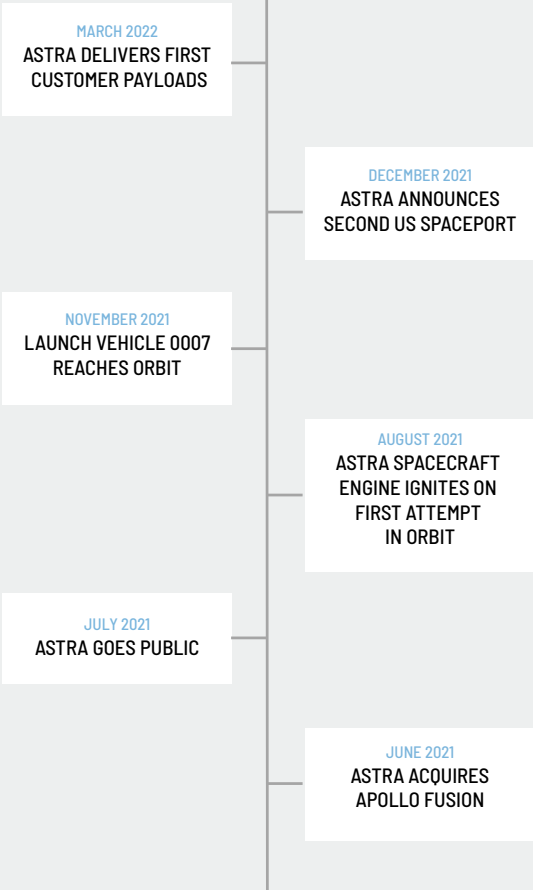 MARCH 2022
ASTRA DELIVERS FIRST
CUSTOMER PAYLOADS
DECEMBER 2021
ASTRA ANNOUNCES
SECOND US SPACEPORT
NOVEMBER 2021
LAUNCH VEHICLE 0007
REACHES ORBIT
AUGUST 2021
ASTRA SPACECRAFT
ENGINE IGNITES ON
FIRST ATTEMPT
IN ORBIT
JULY 2021
ASTRA GOES PUBLIC
JUNE 2021
ASTRA ACQUIRES
APOLLO FUSION